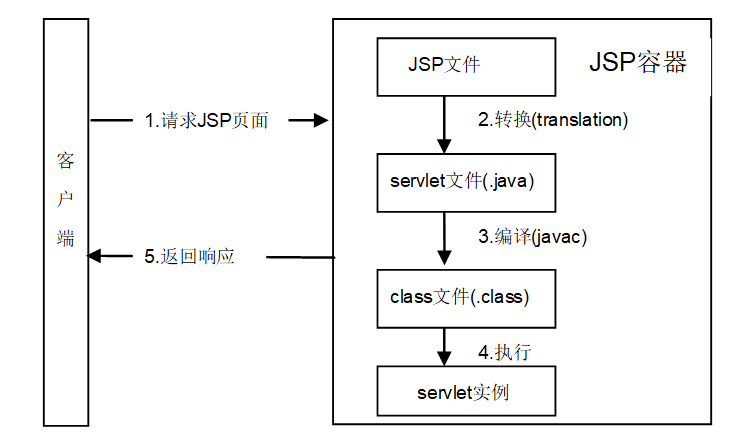 JSP文件
JSP容器
1.请求JSP页面
2.转换(translation)
客
户
端
servlet文件(.java)
3.编译(javac)
5.返回响应
class文件(.class)
4.执行
servlet实例